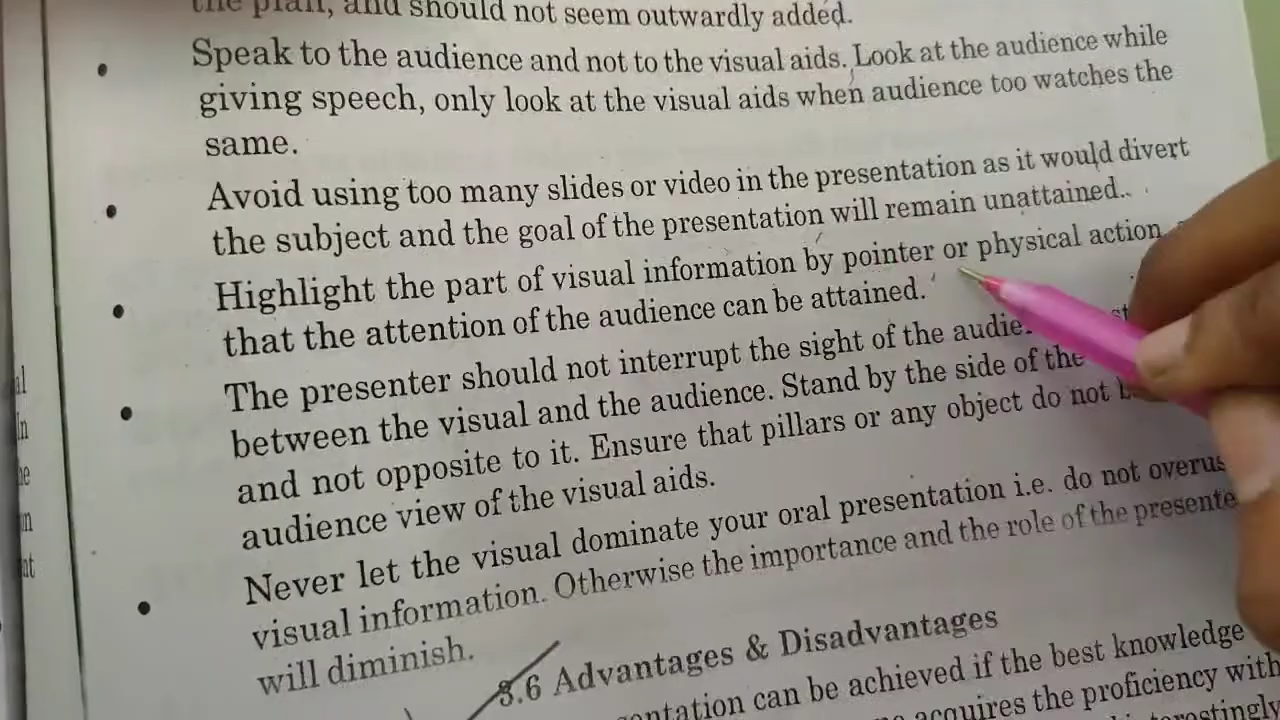 the plan, and should not seem outwardly added.
• Speak to the audience and not to the visual aids. Look at the audience while
giving speech, only look at the visual aids when audience too watches the
same.
• Avoid using too many slides or video in the presentation as it would divert
the subject and the goal of the presentation will remain unattained..
• Highlight the part of visual information by pointer or physical action
that the attention of the audience can be attained.
• The presenter should not interrupt the sight of the
between the visual and the audience. Stand by the side of the
and not opposite to it. Ensure that pillars or any object do not
audience view of the visual aids.
• Never let the visual dominate your oral presentation i.e. do not
visual information. Otherwise the importance and the role of the
will diminish.
3.6 Advantages & Disadvantages
can be achieved if the best knowledge
acquires the proficiency with